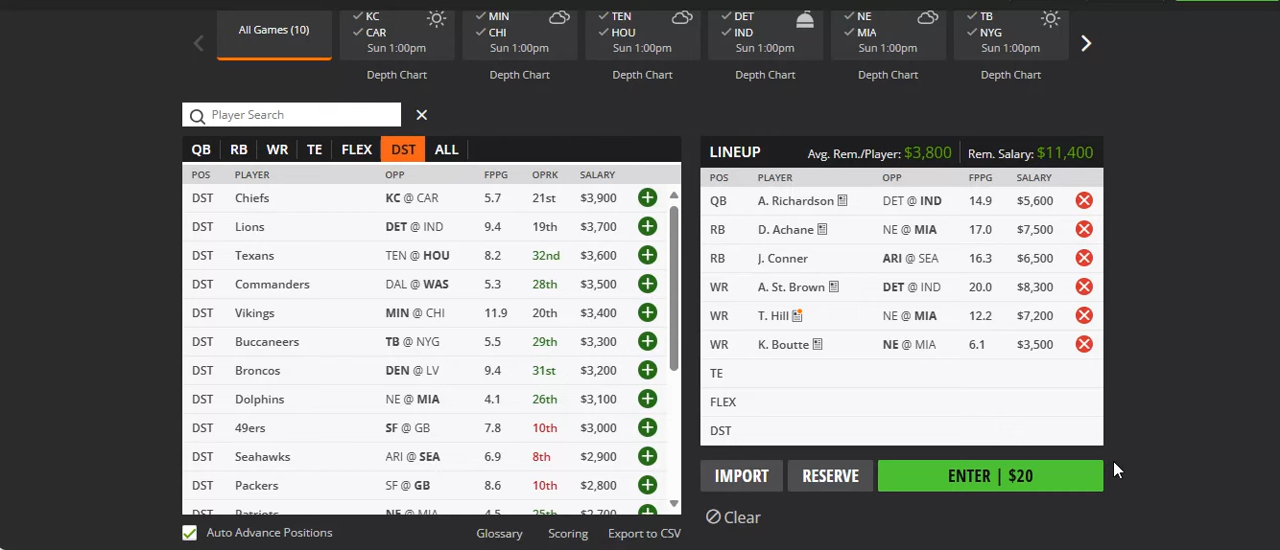 All Games (10)
KC
CAR
Sun 1:00pm
Depth Chart
MIN
CHI
Sun 1:00pm
Depth Chart
TEN
HOU
Sun 1:00pm
Depth Chart
DET
IND
Sun 1:00pm
Depth Chart
NE
MIA
Sun 1:00pm
Depth Chart
TB
NYG
Sun 1:00pm
Depth Chart
Player Search
QB RB WR TE FLEX DST ALL
POS PLAYER OPP FPPG OPRK SALARY
DST Chiefs KC @ CAR 5.7 21st $3,900
DST Lions DET @ IND 9.4 19th $3,700
DST Texans TEN @ HOU 8.2 32nd $3,600
DST Commanders DAL @ WAS 5.3 28th $3,500
DST Vikings MIN @ CHI 11.9 20th $3,400
DST Buccaneers TB @ NYG 5.5 29th $3,300
DST Broncos DEN @ LV 9.4 31st $3,200
DST Dolphins NE @ MIA 4.1 26th $3,100
DST 49ers SF @ GB 7.8 10th $3,000
DST Seahawks ARI @ SEA 6.9 8th $2,900
DST Packers SF @ GB 8.6 10th $2,800
DST Patriots NE @ MIA 4.5 25th $2,700
Auto Advance Positions Glossary Scoring Export to CSV
LINEUP Avg. Rem./Player: $3,800 Rem. Salary: $11,400
POS PLAYER OPP FPPG SALARY
QB A. Richardson DET @ IND 14.9 $5,600
RB D. Achane NE @ MIA 17.0 $7,500
RB J. Conner ARI @ SEA 16.3 $6,500
WR A. St. Brown DET @ IND 20.0 $8,300
WR T. Hill NE @ MIA 12.2 $7,200
WR K. Boutte NE @ MIA 6.1 $3,500
TE
FLEX
DST
IMPORT RESERVE ENTER | $20
Clear